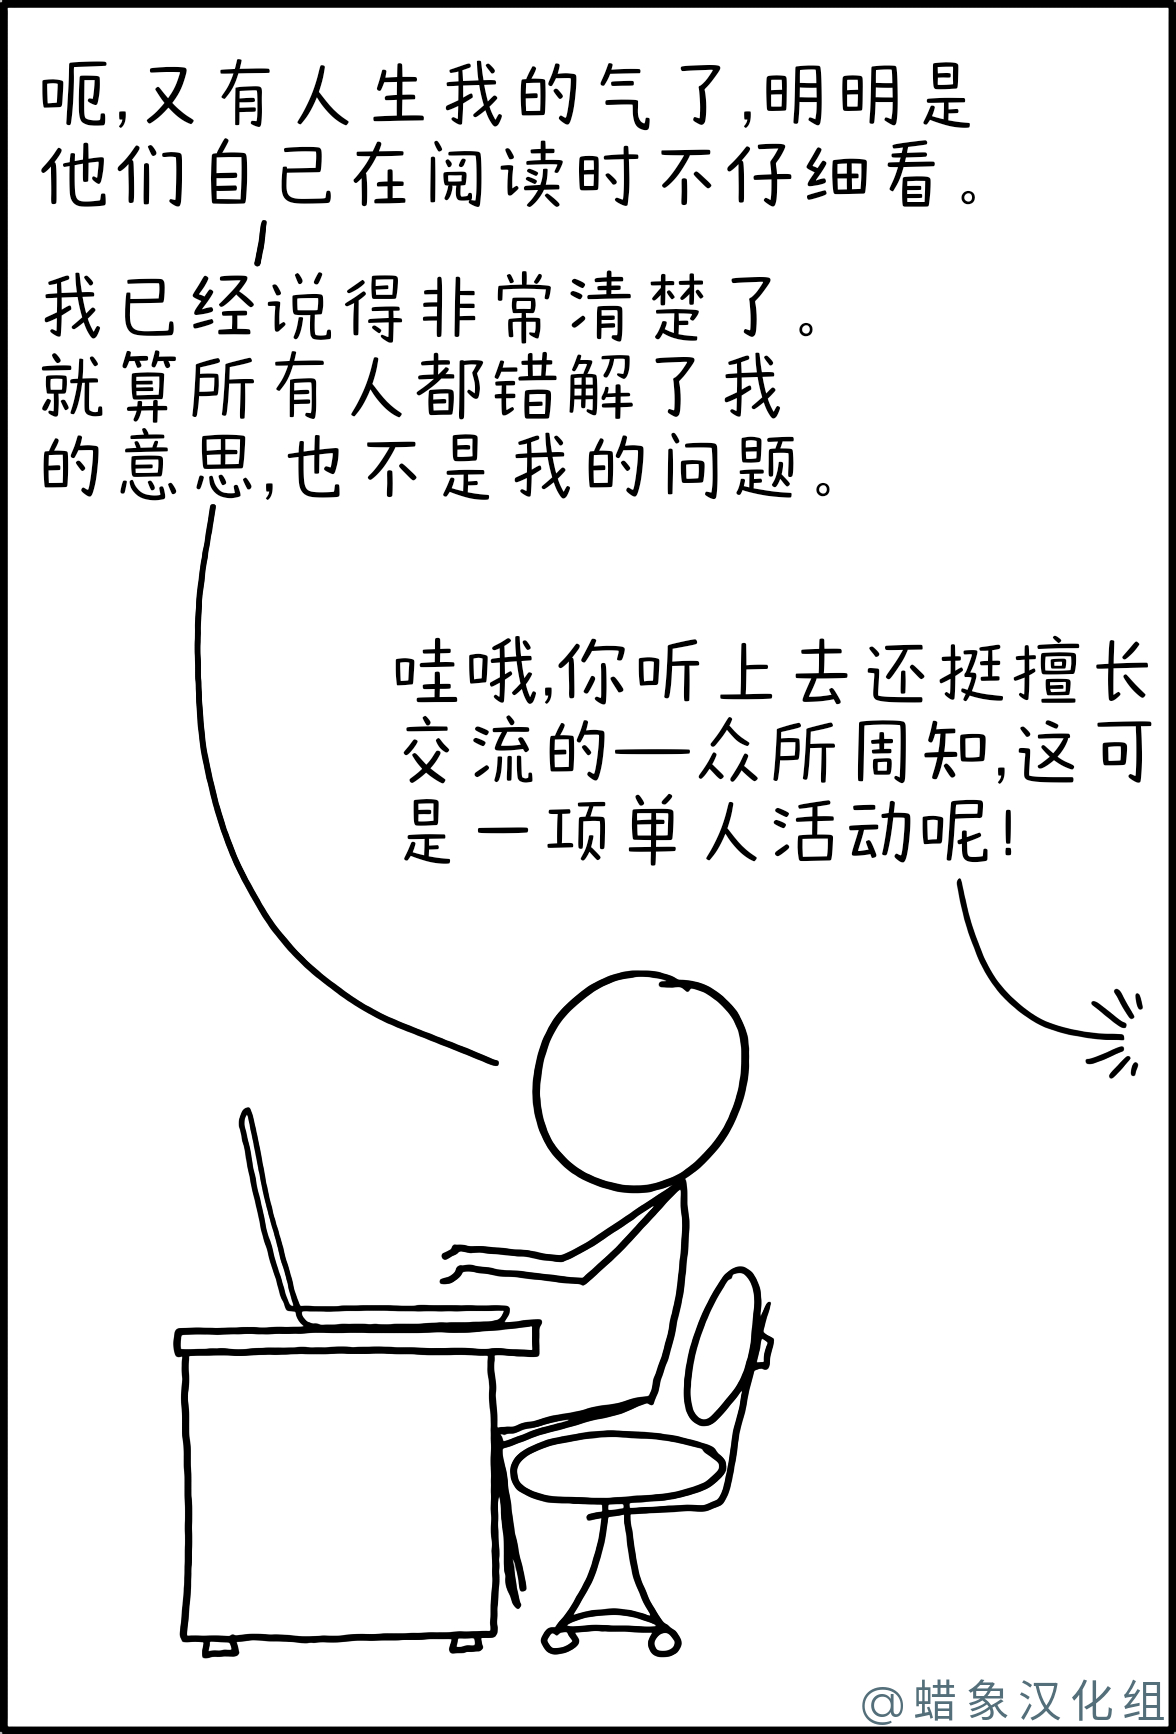 呃,又有人生我的气了,明明是
他们自己在阅读时不仔细看。
我已经说得非常清楚了。
就算所有人都错解了我
的意思,也不是我的问题。
哇哦,你听上去还挺擅长
交流的—众所周知,这可
是一项单人活动呢!
@蜡象汉化组